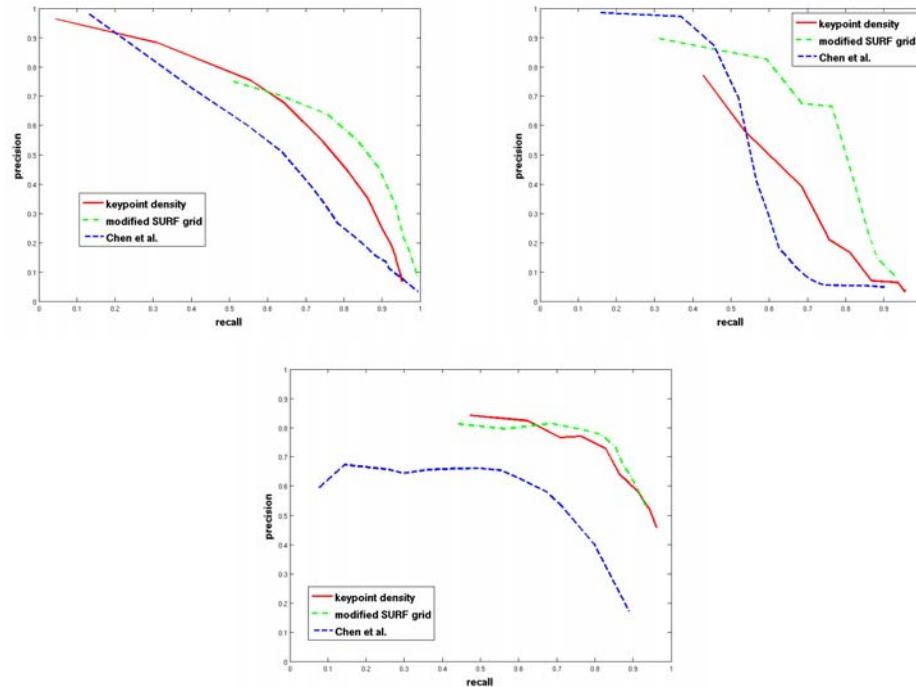 1
0.9
0.8
0.7
0.6
0.5
0.4
0.3
0.2
0.1
0
precision
keypoint density
modified SURF grid
Chen et al.
0 0.1 0.2 0.3 0.4 0.5 0.6 0.7 0.8 0.9 1
recall
1
0.9
0.8
0.7
0.6
0.5
0.4
0.3
0.2
0.1
0
precision
keypoint density
modified SURF grid
Chen et al.
0 0.1 0.2 0.3 0.4 0.5 0.6 0.7 0.8 0.9
recall
1
0.9
0.8
0.7
0.6
0.5
0.4
0.3
0.2
0.1
0
precision
keypoint density
modified SURF grid
Chen et al.
0 0.1 0.2 0.3 0.4 0.5 0.6 0.7 0.8 0.9 1
recall